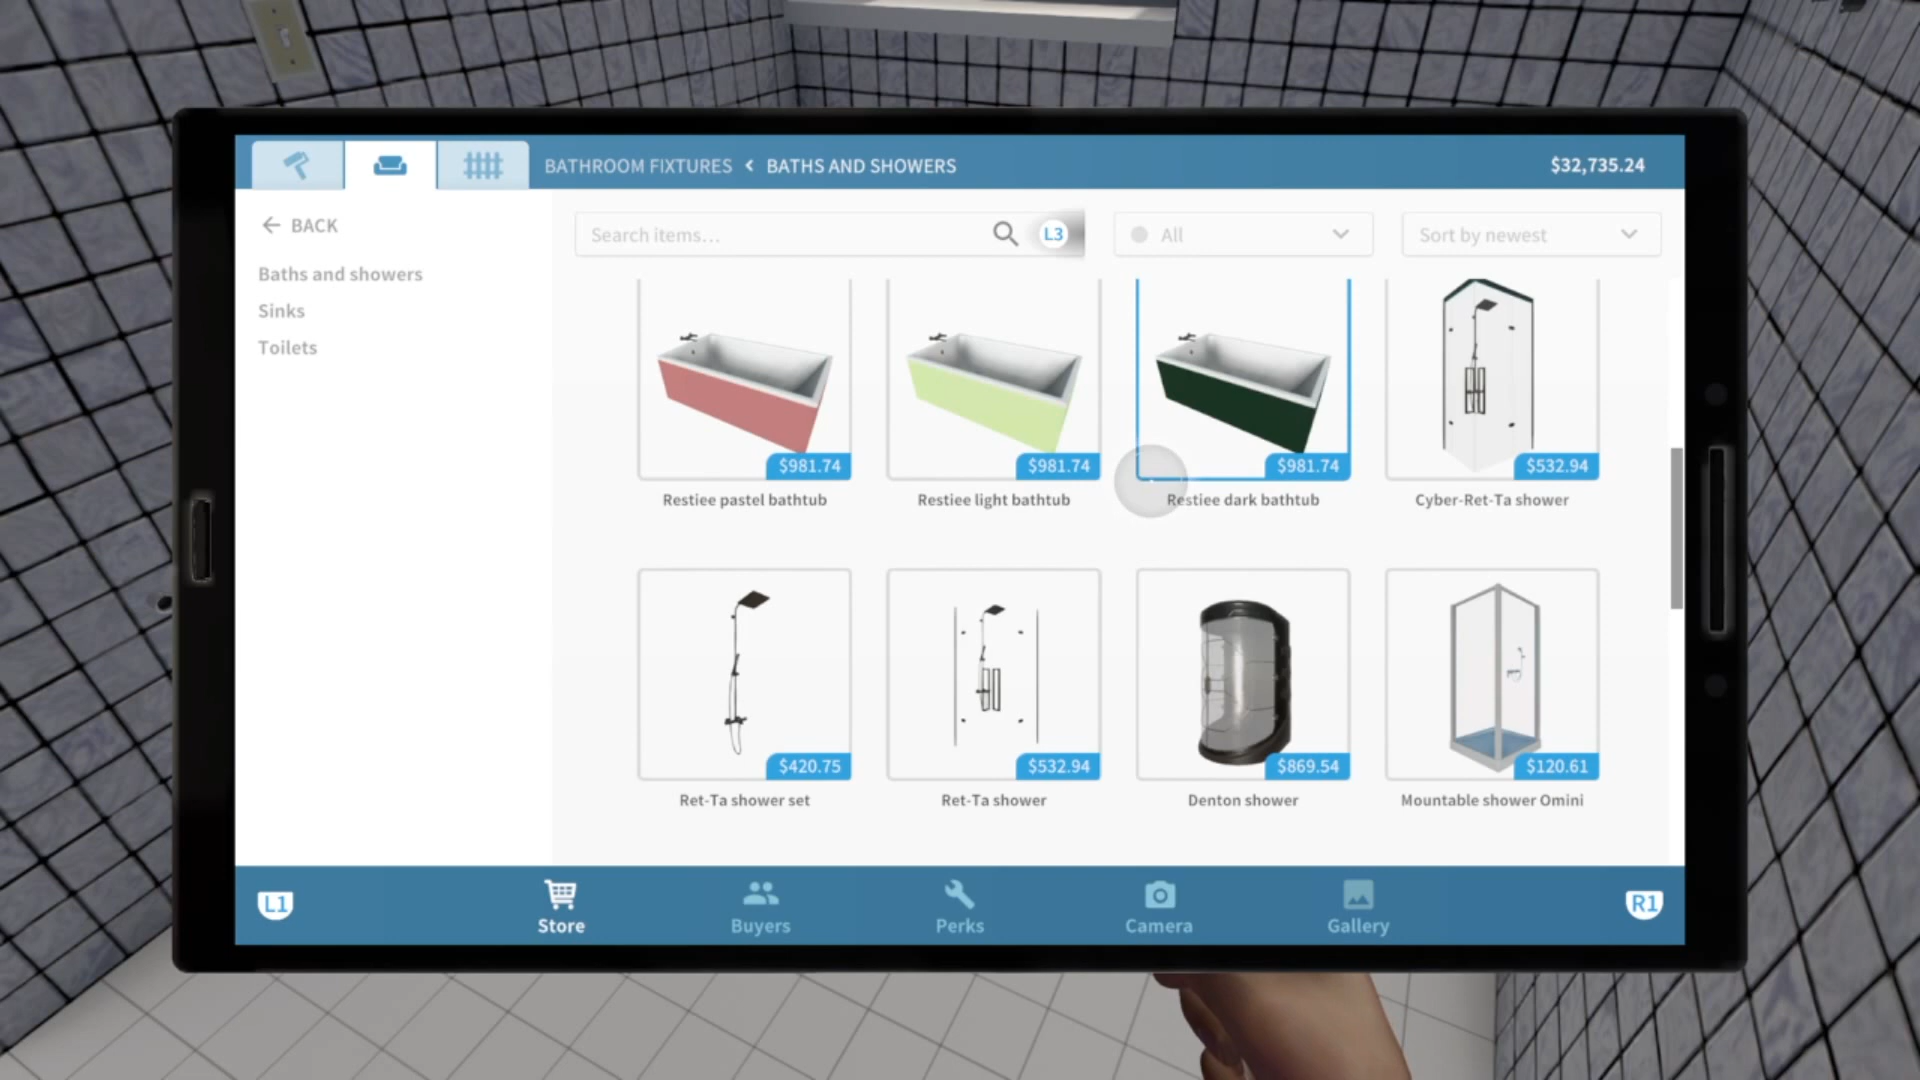 BATHROOM FIXTURES < BATHS AND SHOWERS
$32,735.24
BACK
Baths and showers
Sinks
Toilets
Search items...
L3
All
Sort by newest
$981.74
$981.74
$981.74
$532.94
Restiee pastel bathtub
Restiee light bathtub
Restiee dark bathtub
Cyber-Ret-Ta shower
$420.75
$532.94
$869.54
$120.61
Ret-Ta shower set
Ret-Ta shower
Denton shower
Mountable shower Omini
L1
Store
Buyers
Perks
Camera
Gallery
R1